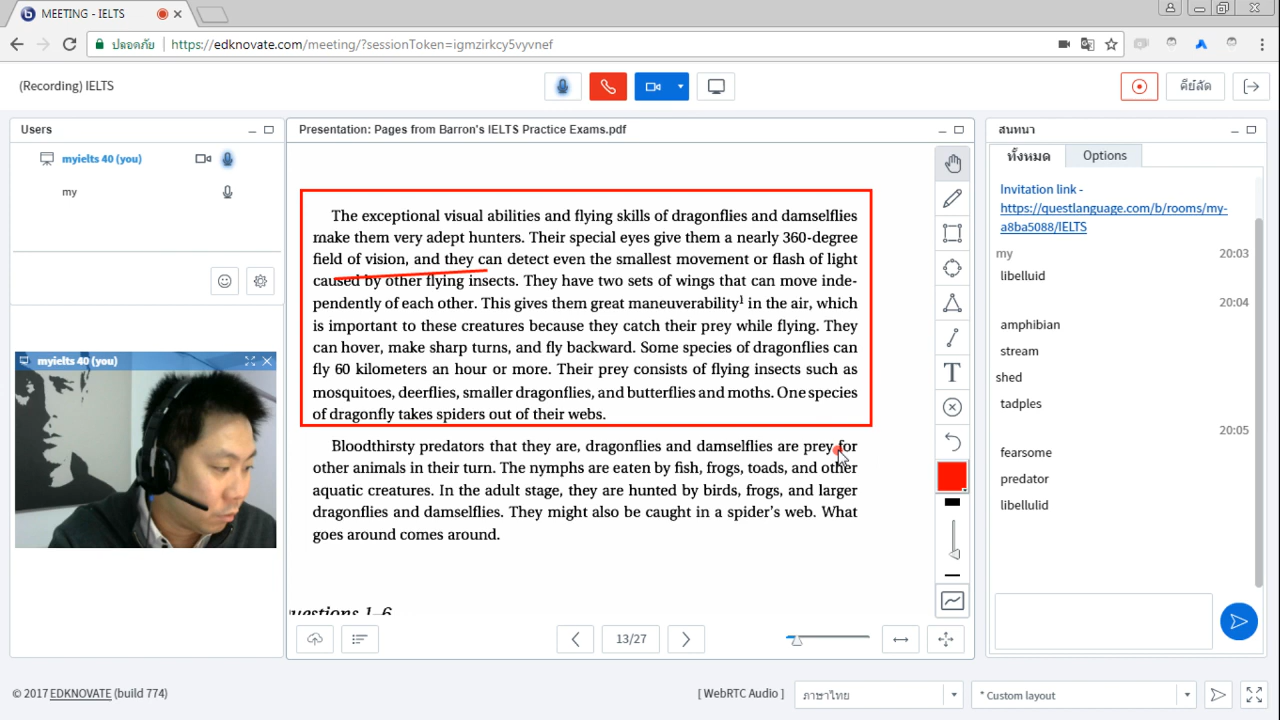 MEETING - IELTS
ปลอดภัย
https://edknovate.com/meeting/?sessionToken=igmzirkcy5vyvnef
(Recording) IELTS
คีย์ลัด
Users
myielts 40 (you)
my
myielts 40 (you)
Presentation: Pages from Barron's IELTS Practice Exams.pdf
The exceptional visual abilities and flying skills of dragonflies and damselflies
make them very adept hunters. Their special eyes give them a nearly 360-degree
field of vision, and they can detect even the smallest movement or flash of light
caused by other flying insects. They have two sets of wings that can move inde-
pendently of each other. This gives them great maneuverability¹ in the air, which
is important to these creatures because they catch their prey while flying. They
can hover, make sharp turns, and fly backward. Some species of dragonflies can
fly 60 kilometers an hour or more. Their prey consists of flying insects such as
mosquitoes, deerflies, smaller dragonflies, and butterflies and moths. One species
of dragonfly takes spiders out of their webs.
Bloodthirsty predators that they are, dragonflies and damselflies are prey for
other animals in their turn. The nymphs are eaten by fish, frogs, toads, and other
aquatic creatures. In the adult stage, they are hunted by birds, frogs, and larger
dragonflies and damselflies. They might also be caught in a spider's web. What
goes around comes around.
uestions 1–6
13/27
T
สนทนา
ทั้งหมด
Options
Invitation link -
https://questlanguage.com/b/rooms/my-
a8ba5088/IELTS
my 20:03
libelluid
20:04
amphibian
stream
shed
tadples
20:05
fearsome
predator
libellulid
© 2017 EDKNOVATE (build 774)
[ WebRTC Audio ]
ภาษาไทย
* Custom layout